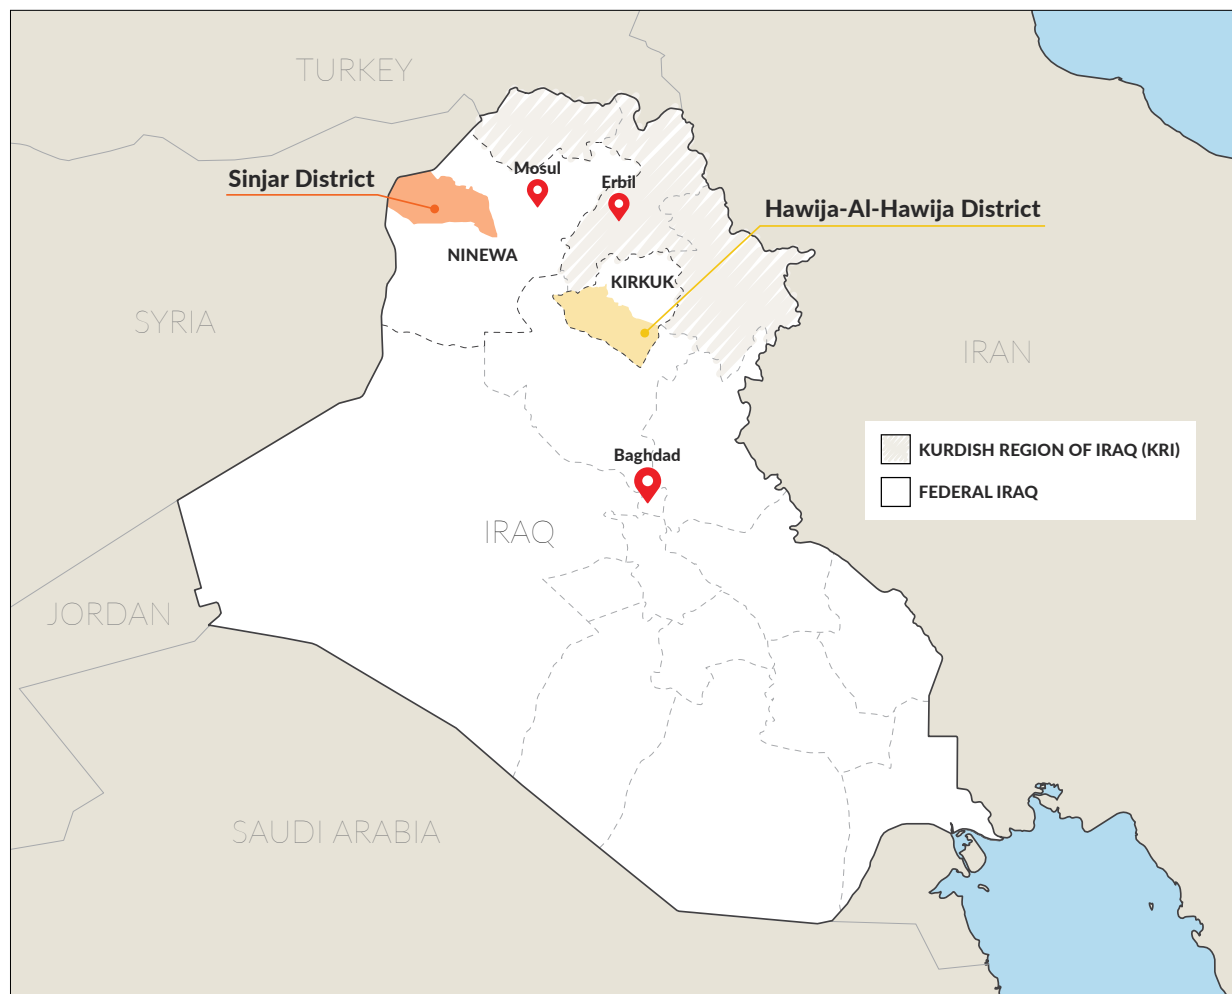 TURKEY
Sinjar District
Mosul
Erbil
Hawija-Al-Hawija District
NINEWA
KIRKUK
SYRIA
IRAN
KURDISH REGION OF IRAQ (KRI)
FEDERAL IRAQ
Baghdad
IRAQ
JORDAN
SAUDI ARABIA